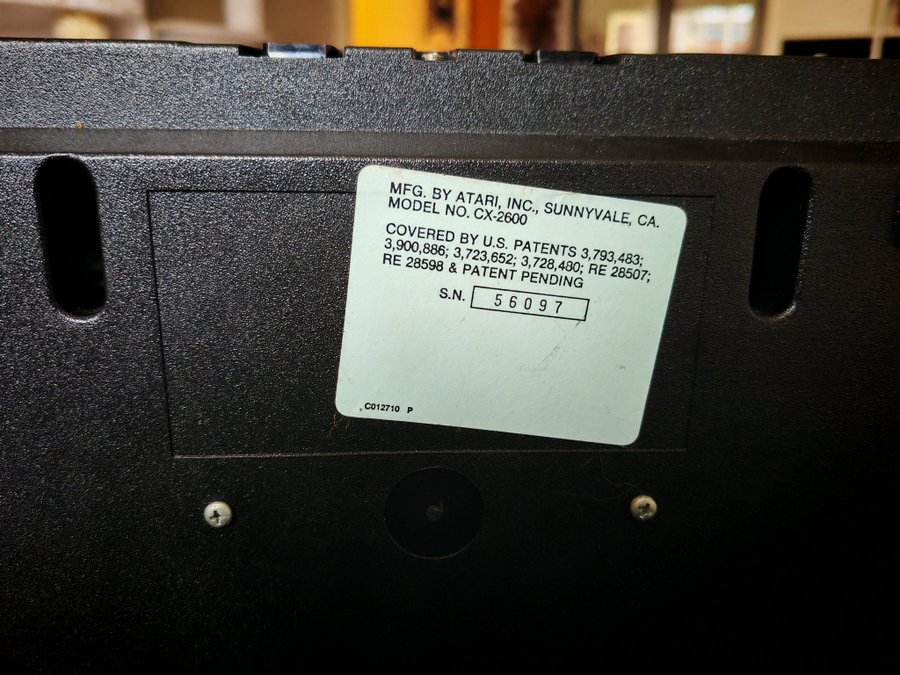 MFG. BY ATARI, INC., SUNNYVALE, CA.
MODEL NO. CX-2600
COVERED BY U.S. PATENTS 3,793,483;
3,900,886; 3,723,652; 3,728,480; RE 28507;
RE 28598 & PATENT PENDING
S.N. 56097
C012710 P